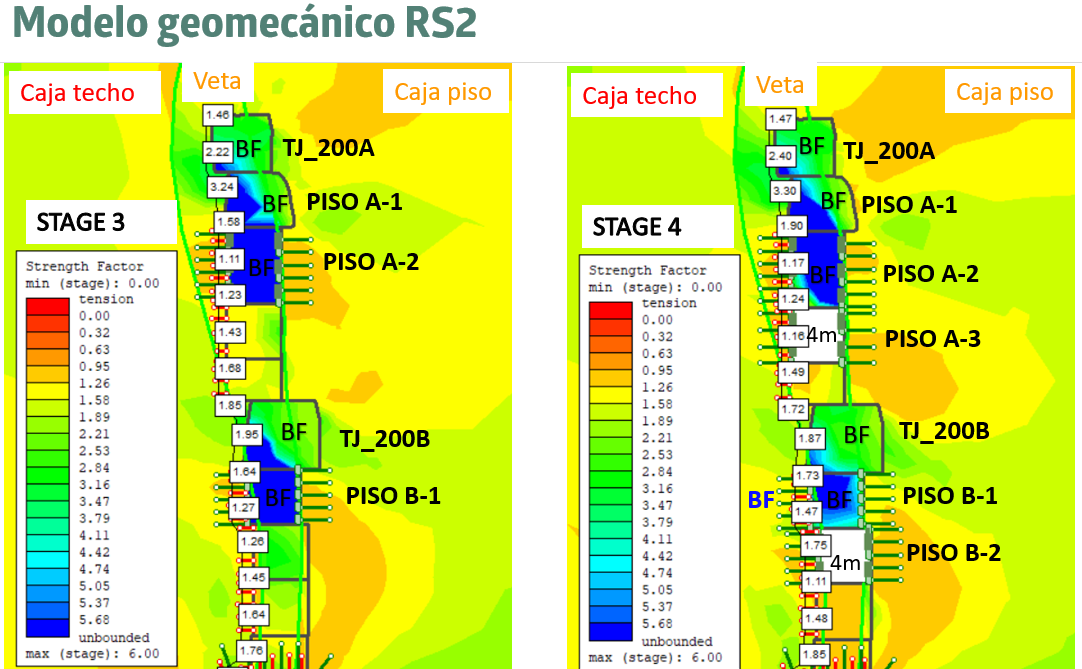 Modelo geomecánico RS2
Caja techo
Veta
Caja piso
1.46
BF
TJ_200A
2.22
3.24
BF
PISO A-1
1.58
STAGE 3
1.11
BF
PISO A-2
1.23
1.43
1.68
1.85
BF
1.95
TJ_200B
1.64
BF
PISO B-1
1.27
1.26
1.45
1.64
1.76
Strength Factor
min (stage): 0.00
tension
0.00
0.32
0.63
0.95
1.26
1.58
1.89
2.21
2.53
2.84
3.16
3.47
3.79
4.11
4.42
4.74
5.05
5.37
5.68
unbounded
max (stage): 6.00
Caja techo
Veta
Caja piso
1.47
BF
TJ_200A
2.40
3.30
BF
PISO A-1
1.90
STAGE 4
1.17
BF
PISO A-2
1.24
1.16
4m
PISO A-3
1.49
1.72
1.87
BF
TJ_200B
1.73
BF
BF
PISO B-1
1.47
1.75
4m
PISO B-2
1.11
1.48
1.85
Strength Factor
min (stage): 0.00
tension
0.00
0.32
0.63
0.95
1.26
1.58
1.89
2.21
2.53
2.84
3.16
3.47
3.79
4.11
4.42
4.74
5.05
5.37
5.68
unbounded
max (stage): 6.00